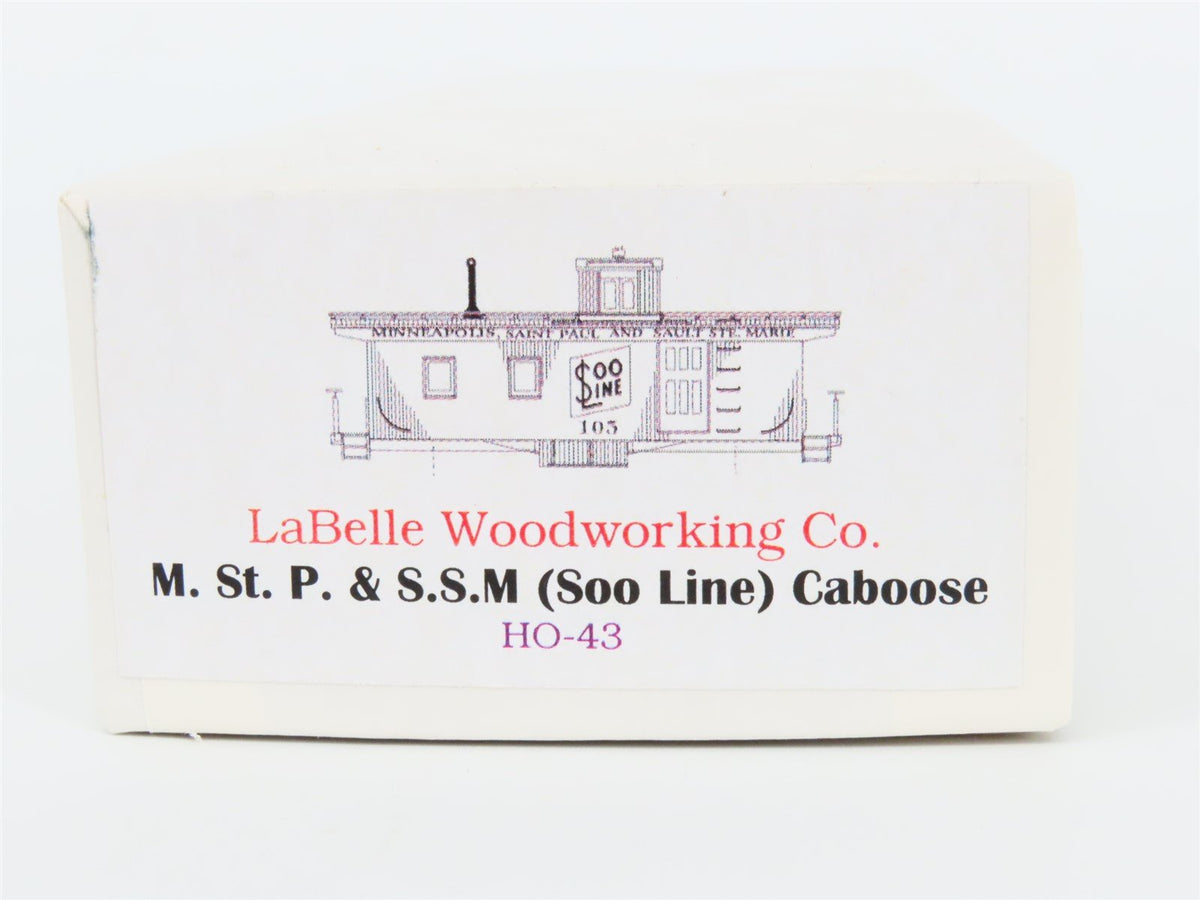 MINNEAPOLIS, SAINT PAUL AND SAULT STE. MARIE
SOO
LINE
105
LaBelle Woodworking Co.
M. St. P. & S.S.M (Soo Line) Caboose
HO-43